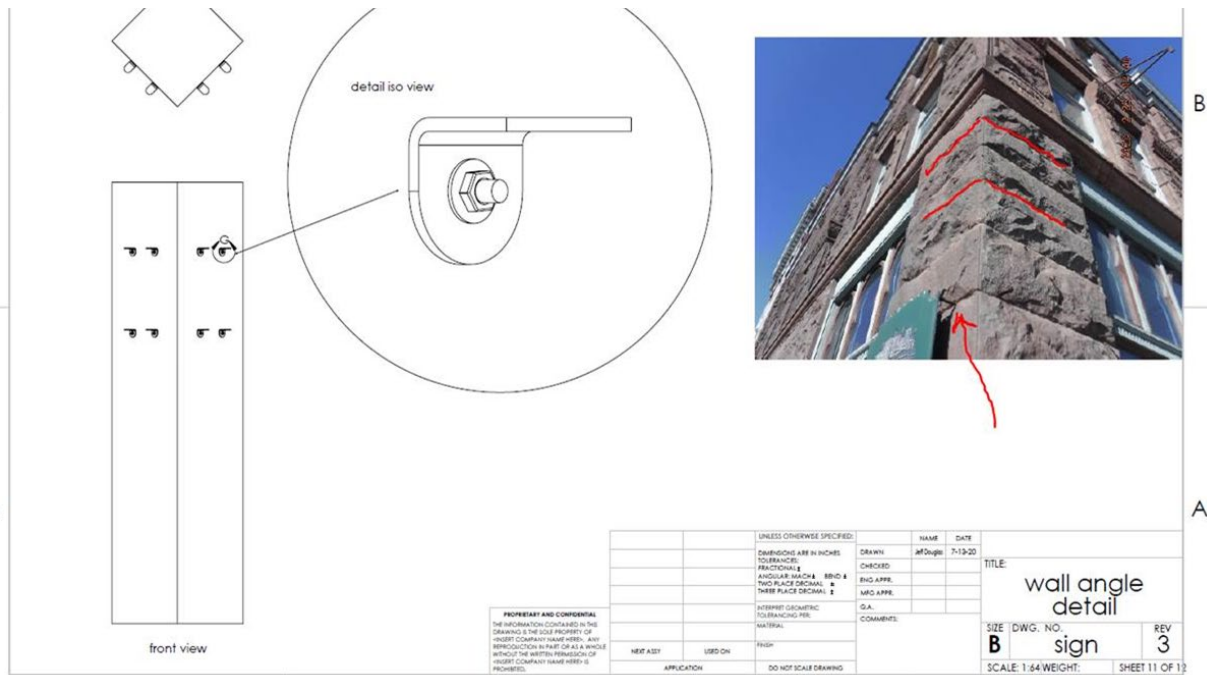 detail iso view
B
G
front view
A
PROPRIETARY AND CONFIDENTIAL
THE INFORMATION CONTAINED IN THIS
DRAWING IS THE SOLE PROPERTY OF
<INSERT COMPANY NAME HERE>. ANY
REPRODUCTION IN PART OR AS A WHOLE
WITHOUT THE WRITTEN PERMISSION OF
<INSERT COMPANY NAME HERE> IS
PROHIBITED.
NEXT ASSY
USED ON
APPLICATION
UNLESS OTHERWISE SPECIFIED:
DIMENSIONS ARE IN INCHES
TOLERANCES:
FRACTIONAL ±
ANGULAR: MACH± BEND ±
TWO PLACE DECIMAL ±
THREE PLACE DECIMAL ±
INTERPRET GEOMETRIC
TOLERANCING PER:
MATERIAL
FINISH
DO NOT SCALE DRAWING
NAME DATE
DRAWN Jeff Douglas 7-13-20
CHECKED
ENG APPR.
MFG APPR.
Q.A.
COMMENTS:
TITLE:
wall angle
detail
SIZE DWG. NO. REV
B sign 3
SCALE: 1:64 WEIGHT: SHEET 11 OF 12